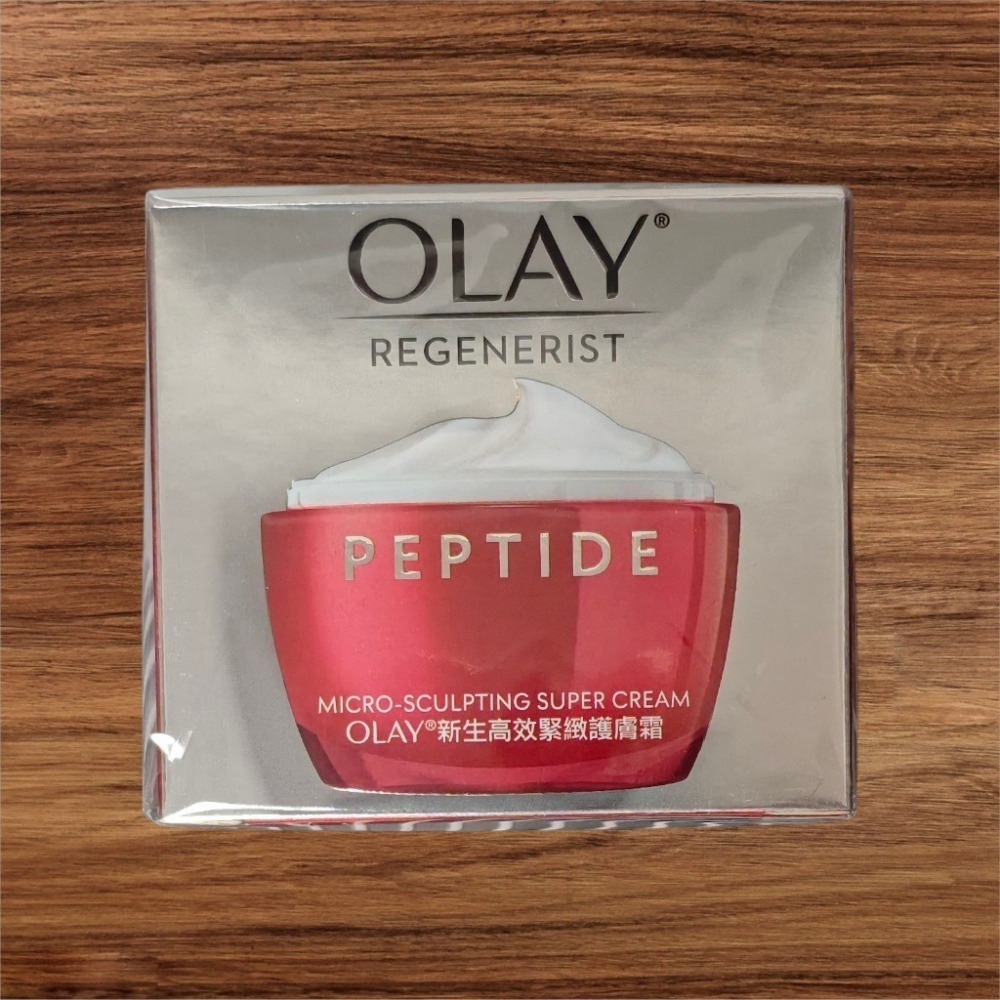 OLAY®
REGENERIST
PEPTIDE
MICRO-SCULPTING SUPER CREAM
OLAY®新生高效緊緻護膚霜